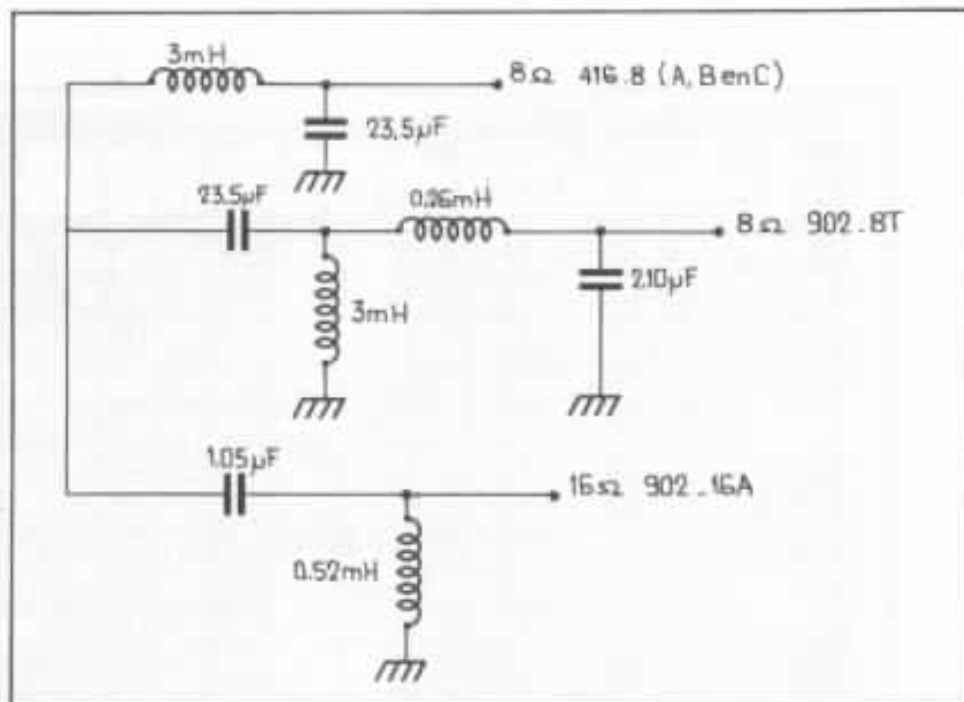 3mH
8Ω 416.8 (A, B en C)
23.5µF
23.5µF
0.26mH
8Ω 902.8T
2.10µF
3mH
1.05µF
16Ω 902.16A
0.52mH